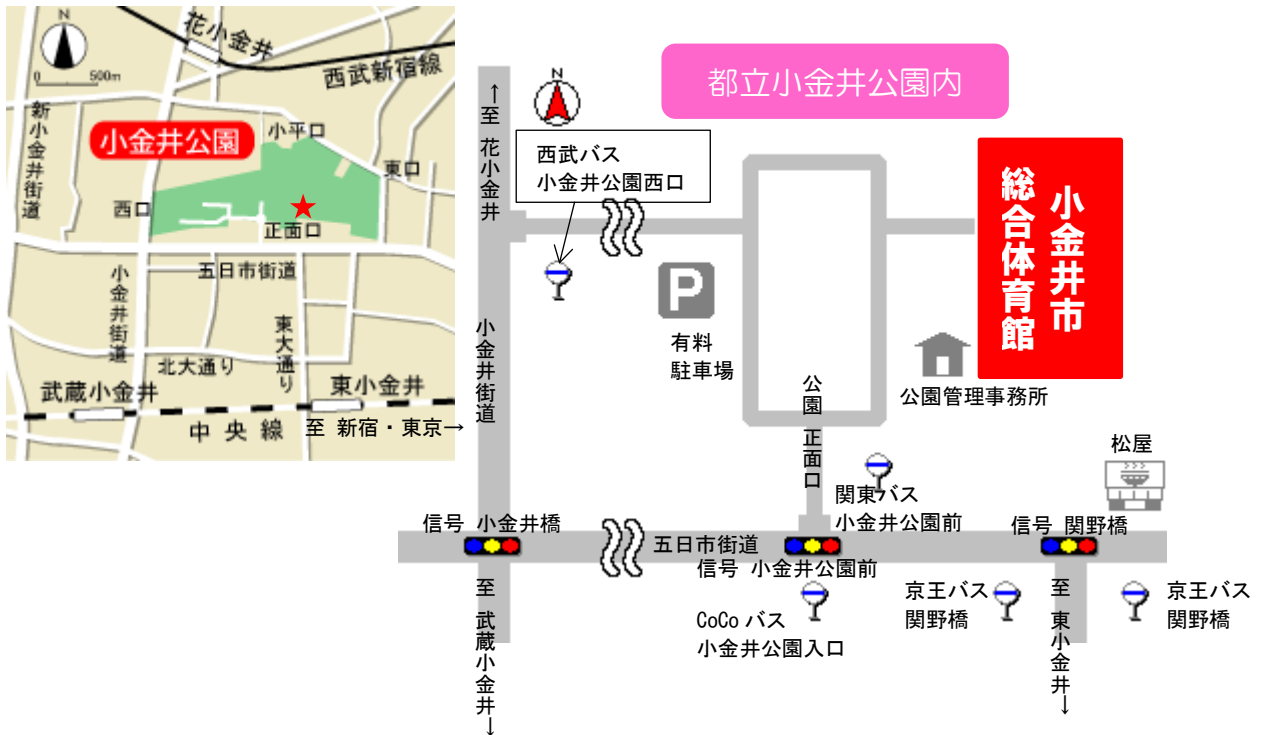 N
0　500m
花小金井
西武新宿線
新小金井街道
小金井公園
小平口
東口
西口
正面口
五日市街道
小金井街道
東大通り
北大通り
武蔵小金井
東小金井
中央線
至 新宿・東京→
都立小金井公園内
←至 花小金井
N
西武バス
小金井公園西口
小金井市
総合体育館
P
有料
駐車場
小金井街道
公園管理事務所
公園 正面口
松屋
関東バス
小金井公園前
信号 小金井橋
五日市街道
信号 小金井公園前
信号 関野橋
至 武蔵小金井→
CoCo バス
小金井公園入口
京王バス
関野橋
至 東小金井→
京王バス
関野橋